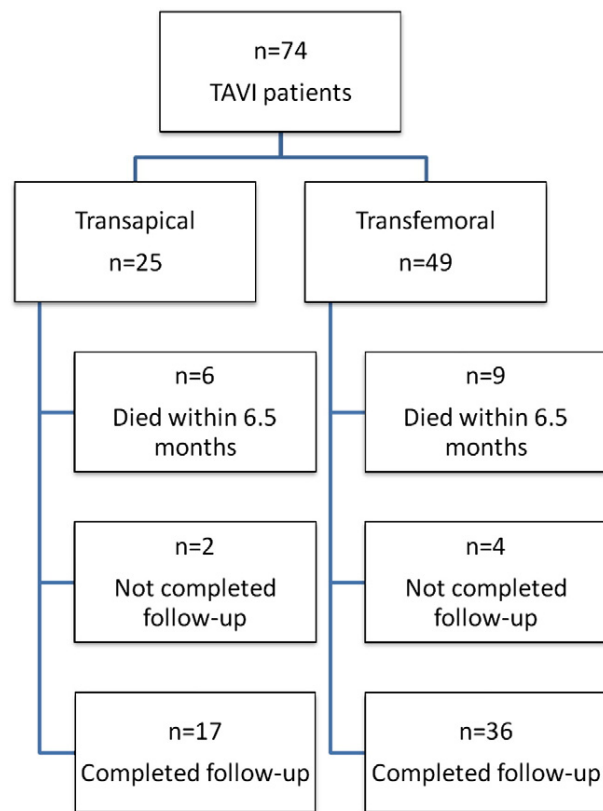 n=74
TAVI patients
Transapical
n=25
Transfemoral
n=49
n=6
Died within 6.5
months
n=9
Died within 6.5
months
n=2
Not completed
follow-up
n=4
Not completed
follow-up
n=17
Completed follow-up
n=36
Completed follow-up